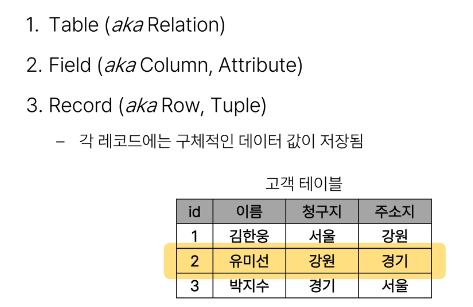 1. Table (aka Relation)
2. Field (aka Column, Attribute)
3. Record (aka Row, Tuple)
– 각 레코드에는 구체적인 데이터 값이 저장됨
고객 테이블
id 이름 청구지 주소지
1 김한웅 서울 강원
2 유미선 강원 경기
3 박지수 경기 서울